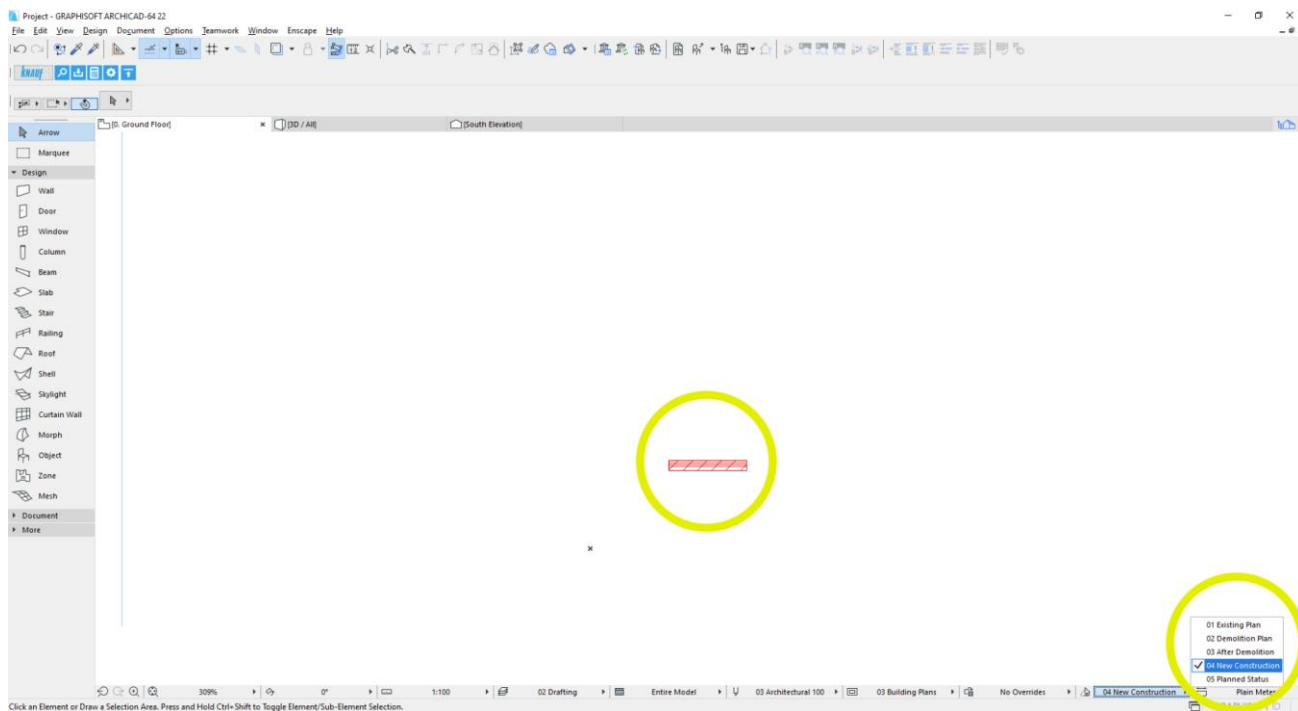 Project - GRAPHISOFT ARCHICAD-64 22
File Edit View Design Document Options Teamwork Window Enscape Help
KNAUF
[0. Ground Floor] [3D / All] [South Elevation]
Arrow
Marquee
Design
Wall
Door
Window
Column
Beam
Slab
Stair
Railing
Roof
Shell
Skylight
Curtain Wall
Morph
Object
Zone
Mesh
Document
More
01 Existing Plan
02 Demolition Plan
03 After Demolition
04 New Construction
05 Planned Status
309% 0° 1:100 02 Drafting Entire Model 03 Architectural 100 03 Building Plans No Overrides 04 New Construction Plain Meter
Click an Element or Draw a Selection Area. Press and Hold Ctrl+Shift to Toggle Element/Sub-Element Selection.